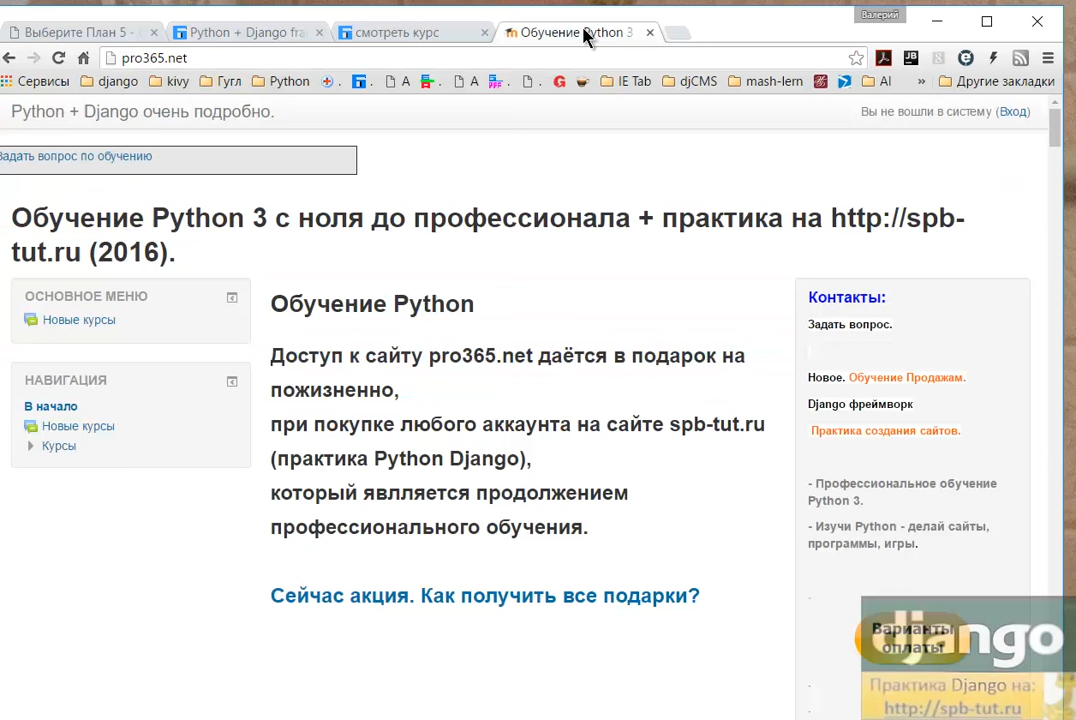 Валерий
Выберите План 5 -
Python + Django fra
смотреть курс
Обучение Python 3
pro365.net
Сервисы
django
kivy
Гугл
Python
A
A
IE Tab
djCMS
mash-lern
AI
»
Другие закладки
Python + Django очень подробно.
Вы не вошли в систему (Вход)
Задать вопрос по обучению
Обучение Python 3 с ноля до профессионала + практика на http://spb-
tut.ru (2016).
ОСНОВНОЕ МЕНЮ
Новые курсы
НАВИГАЦИЯ
В начало
Новые курсы
Курсы
Обучение Python
Доступ к сайту pro365.net даётся в подарок на
пожизненно,
при покупке любого аккаунта на сайте spb-tut.ru
(практика Python Django),
который явлляется продолжением
профессионального обучения.
Сейчас акция. Как получить все подарки?
Контакты:
Задать вопрос.
Новое. Обучение Продажам.
Django фреймворк
Практика создания сайтов.
- Профессиональное обучение
Python 3.
- Изучи Python - делай сайты,
программы, игры.
Варианты
оплаты
django
Практика Django на:
http://spb-tut.ru